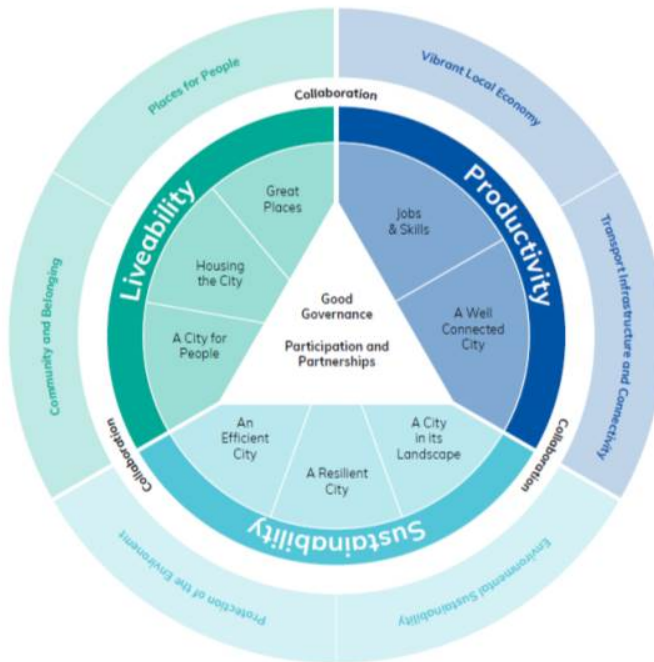 Places for People
Vibrant Local Economy
Collaboration
Liveability
Productivity
Great
Places
Jobs
& Skills
Housing
the City
A City for
People
A Well
Connected
City
Good
Governance
Participation and
Partnerships
Community and Belonging
Transport Infrastructure and Connectivity
An
Efficient
City
A Resilient
City
A City
in its
Landscape
Collaboration
Collaboration
Sustainability
Protection of the Environment
Environmental Sustainability